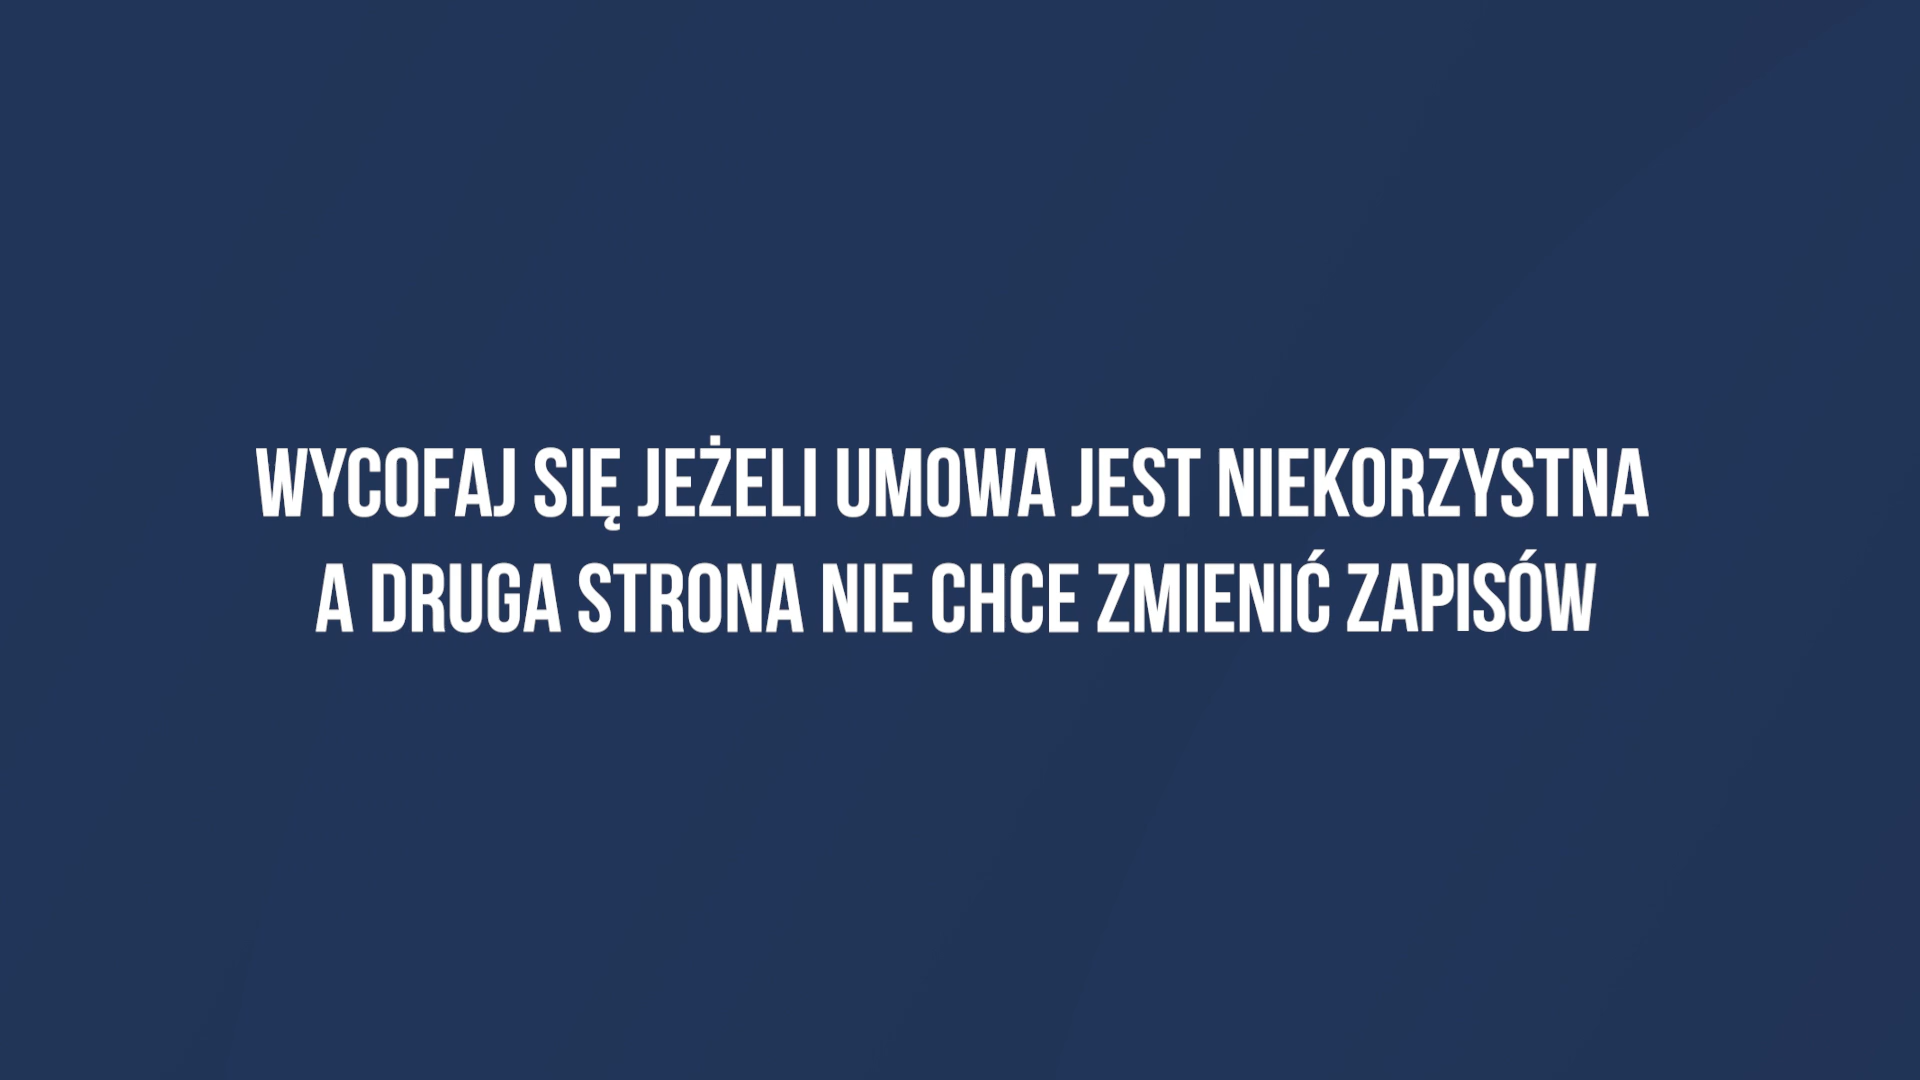 WYCOFAJ SIĘ JEŻELI UMOWA JEST NIEKORZYSTNA
A DRUGA STRONA NIE CHCE ZMIENIĆ ZAPISÓW